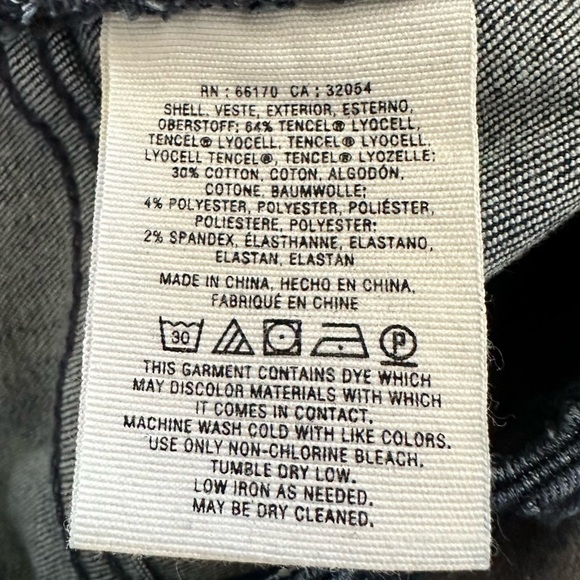 RN : 66170 CA : 32054
SHELL, VESTE, EXTERIOR, ESTERNO,
OBERSTOFF: 64% TENCEL® LYOCELL,
TENCEL® LYOCELL, TENCEL® LYOCELL,
LYOCELL TENCEL®, TENCEL® LYOZELLE;
30% COTTON, COTON, ALGODÓN,
COTONE, BAUMWOLLE;
4% POLYESTER, POLYESTER, POLIÉSTER,
POLIESTERE, POLYESTER;
2% SPANDEX, ÉLASTHANNE, ELASTANO,
ELASTAN, ELASTAN
MADE IN CHINA, HECHO EN CHINA,
FABRIQUÉ EN CHINE
30 P
THIS GARMENT CONTAINS DYE WHICH
MAY DISCOLOR MATERIALS WITH WHICH
IT COMES IN CONTACT.
MACHINE WASH COLD WITH LIKE COLORS.
USE ONLY NON-CHLORINE BLEACH.
TUMBLE DRY LOW.
LOW IRON AS NEEDED.
MAY BE DRY CLEANED.